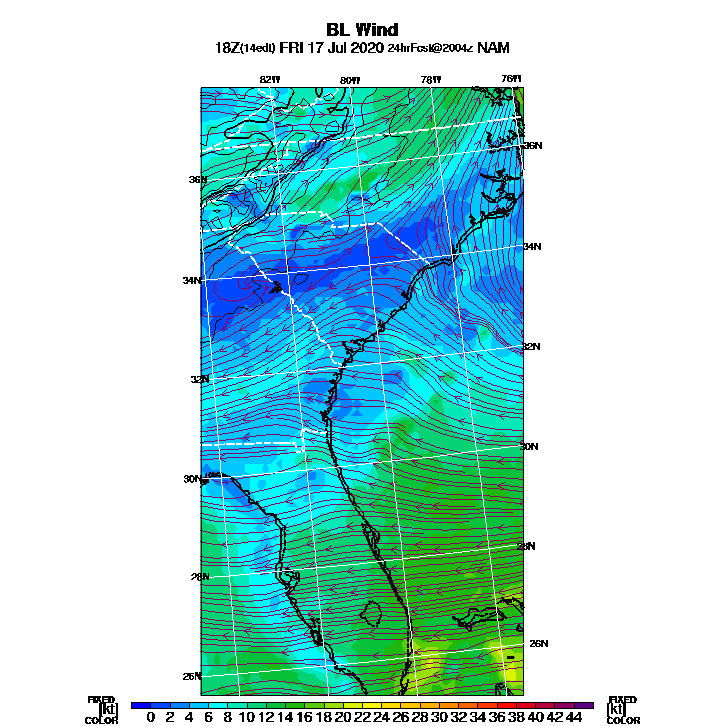 BL Wind
18Z(14edt) FRI 17 Jul 2020 24hrFcst@2004z NAM
82W 80W 78W 76W
36N
36N
34N
34N
32N
32N
30N
30N
28N
28N
26N
26N
FIXED FIXED
[kt] 0 2 4 6 8 10 12 14 16 18 20 22 24 26 28 30 32 34 36 38 40 42 44 [kt]
COLOR COLOR